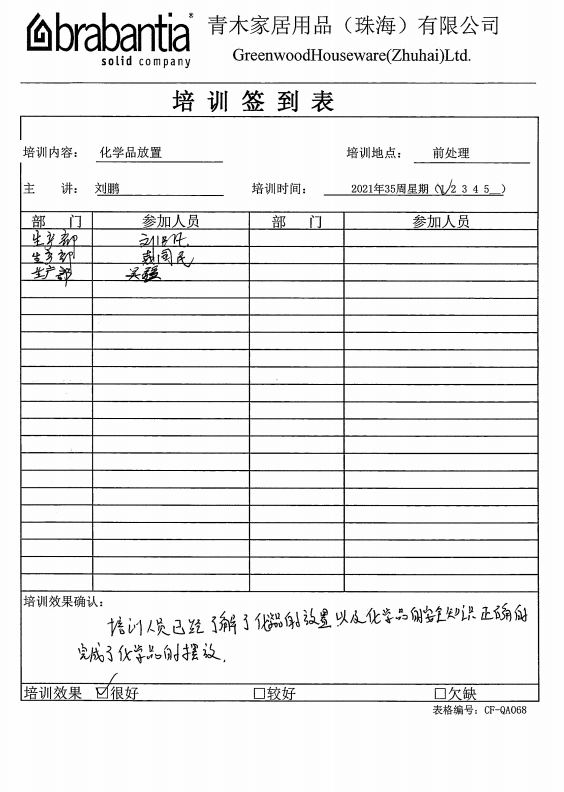 brabantia®
solid company
青木家居用品（珠海）有限公司
GreenwoodHouseware(Zhuhai)Ltd.
培训签到表
培训内容： 化学品放置 培训地点： 前处理
主 讲：刘鹏 培训时间： 2021年35周星期（1/2 3 4 5__）
部 门 参加人员 部 门 参加人员
生产部
生产部 国民
生产部 吴疆
培训效果确认：
培训人员已经了解了化学品的放置以及化学品的安全知识正确的
完成了化学品的摆放.
培训效果 ☑很好 □较好 □欠缺
表格编号：CF-QA068